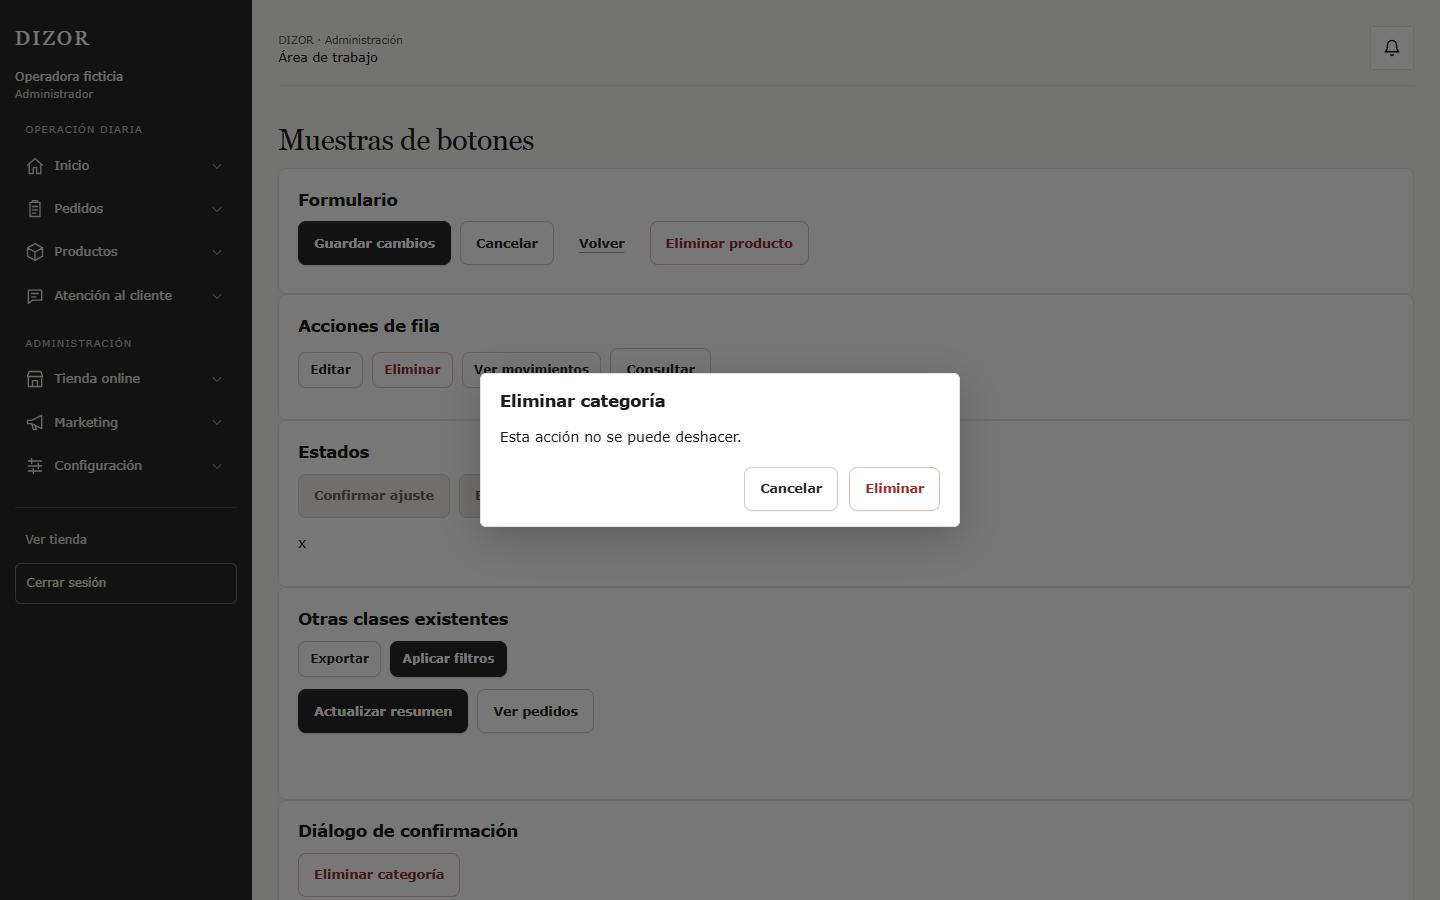 DIZOR
Operadora ficticia
Administrador
OPERACIÓN DIARIA
Inicio
Pedidos
Productos
Atención al cliente
ADMINISTRACIÓN
Tienda online
Marketing
Configuración
Ver tienda
Cerrar sesión
DIZOR · Administración
Área de trabajo
Muestras de botones
Formulario
Guardar cambios Cancelar Volver Eliminar producto
Acciones de fila
Editar Eliminar Ver movimientos Consultar
Eliminar categoría
Esta acción no se puede deshacer.
Cancelar Eliminar
Estados
Confirmar ajuste
x
Otras clases existentes
Exportar Aplicar filtros
Actualizar resumen Ver pedidos
Diálogo de confirmación
Eliminar categoría